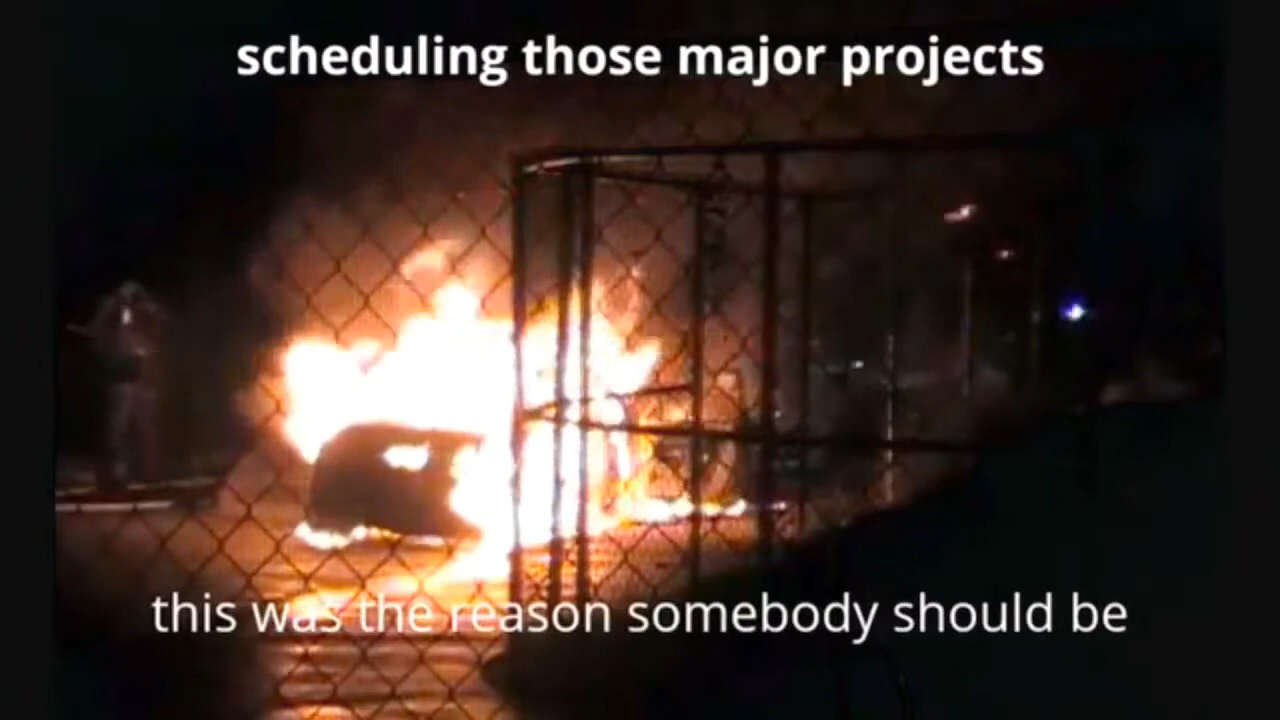 scheduling those major projects
this was the reason somebody should be